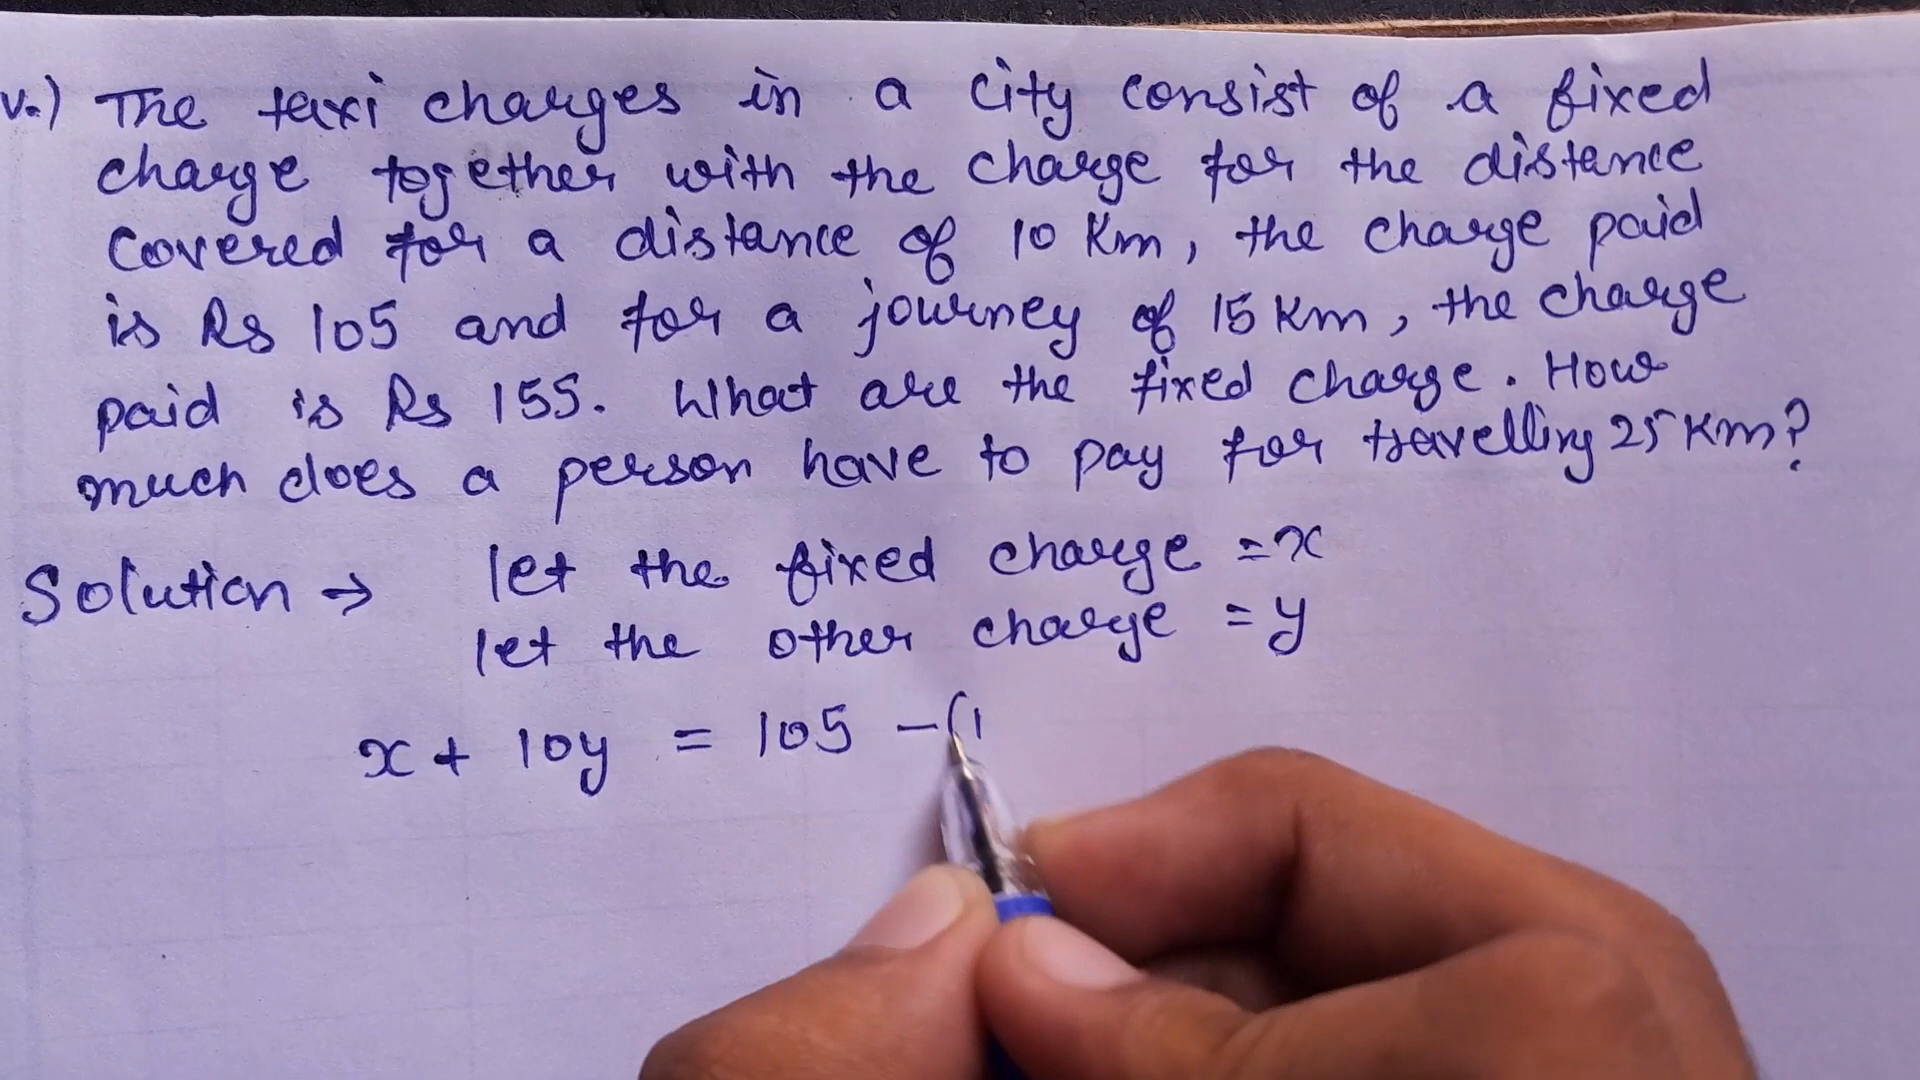 v.) The taxi charges in a city consist of a fixed
charge together with the charge for the distance
Covered for a distance of 10 Km, the charge paid
is Rs 105 and for a journey of 15 Km, the charge
paid is Rs 155. What are the fixed charge. How
much does a person have to pay for travelling 25 Km?
Solution → let the fixed charge = x
let the other charge = y
x + 10y = 105 -(1